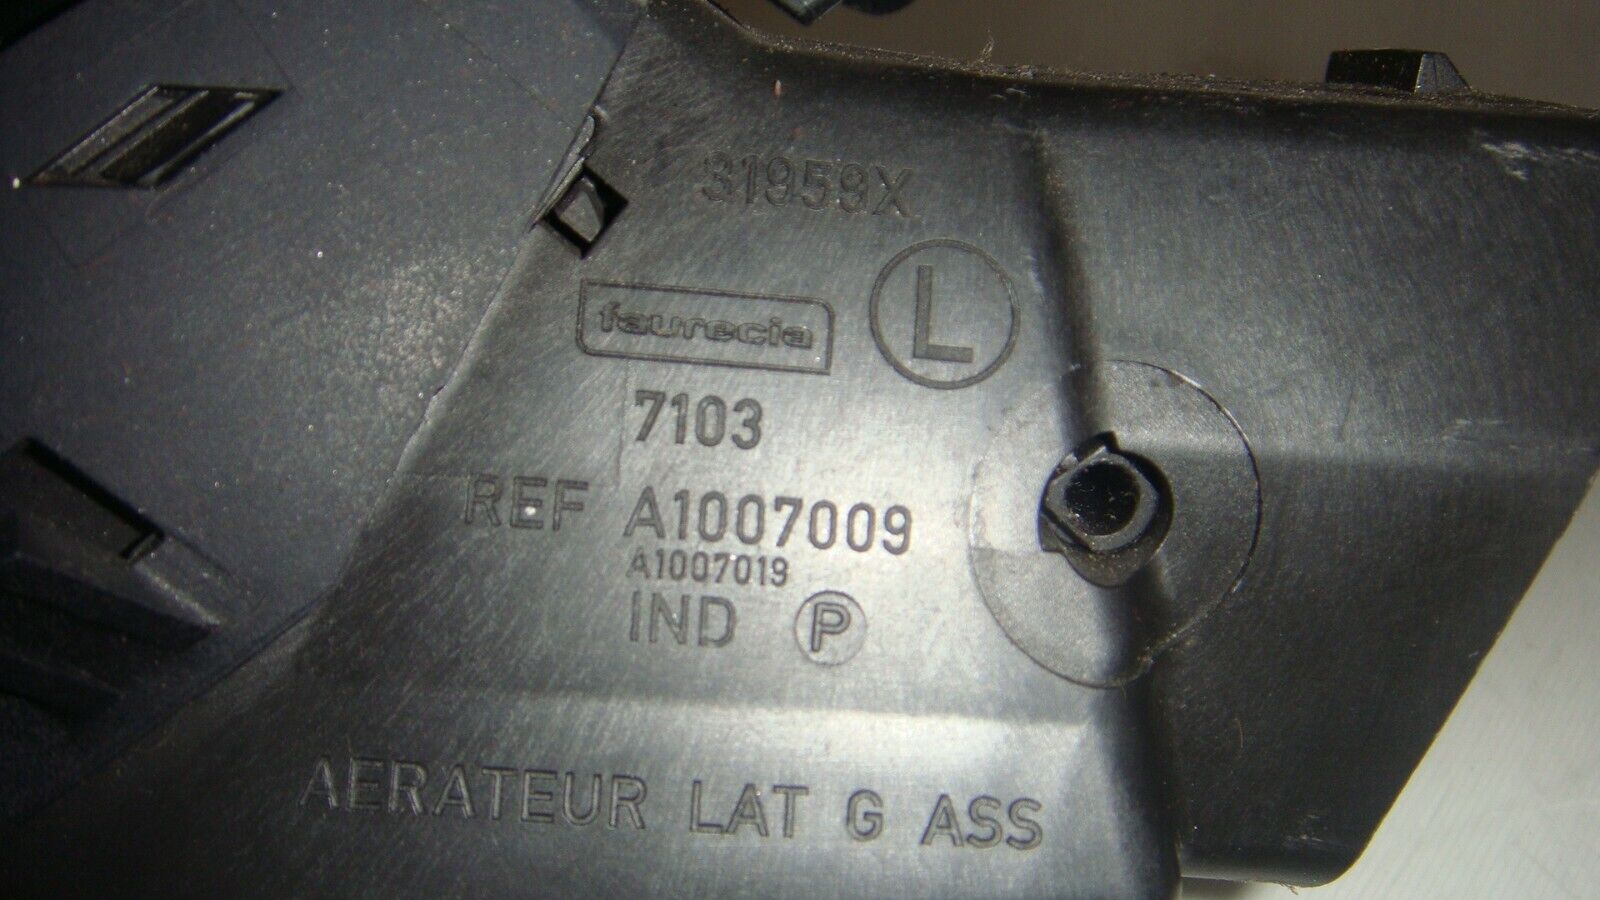 31959X
faurecia
L
7103
REF A1007009
A1007019
IND P
AERATEUR LAT G ASS